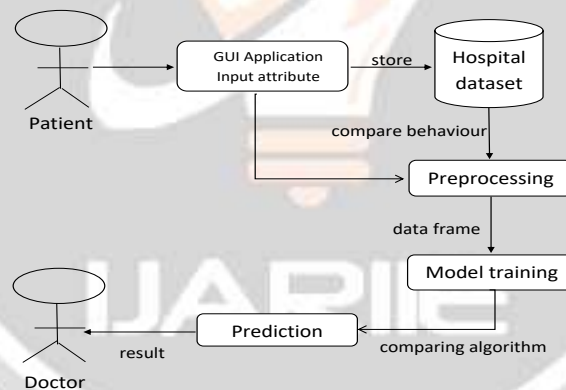 GUI Application
Input attribute
store
Hospital
dataset
Patient
compare behaviour
Preprocessing
data frame
Model training
IJARIIE
Prediction
result
comparing algorithm
Doctor